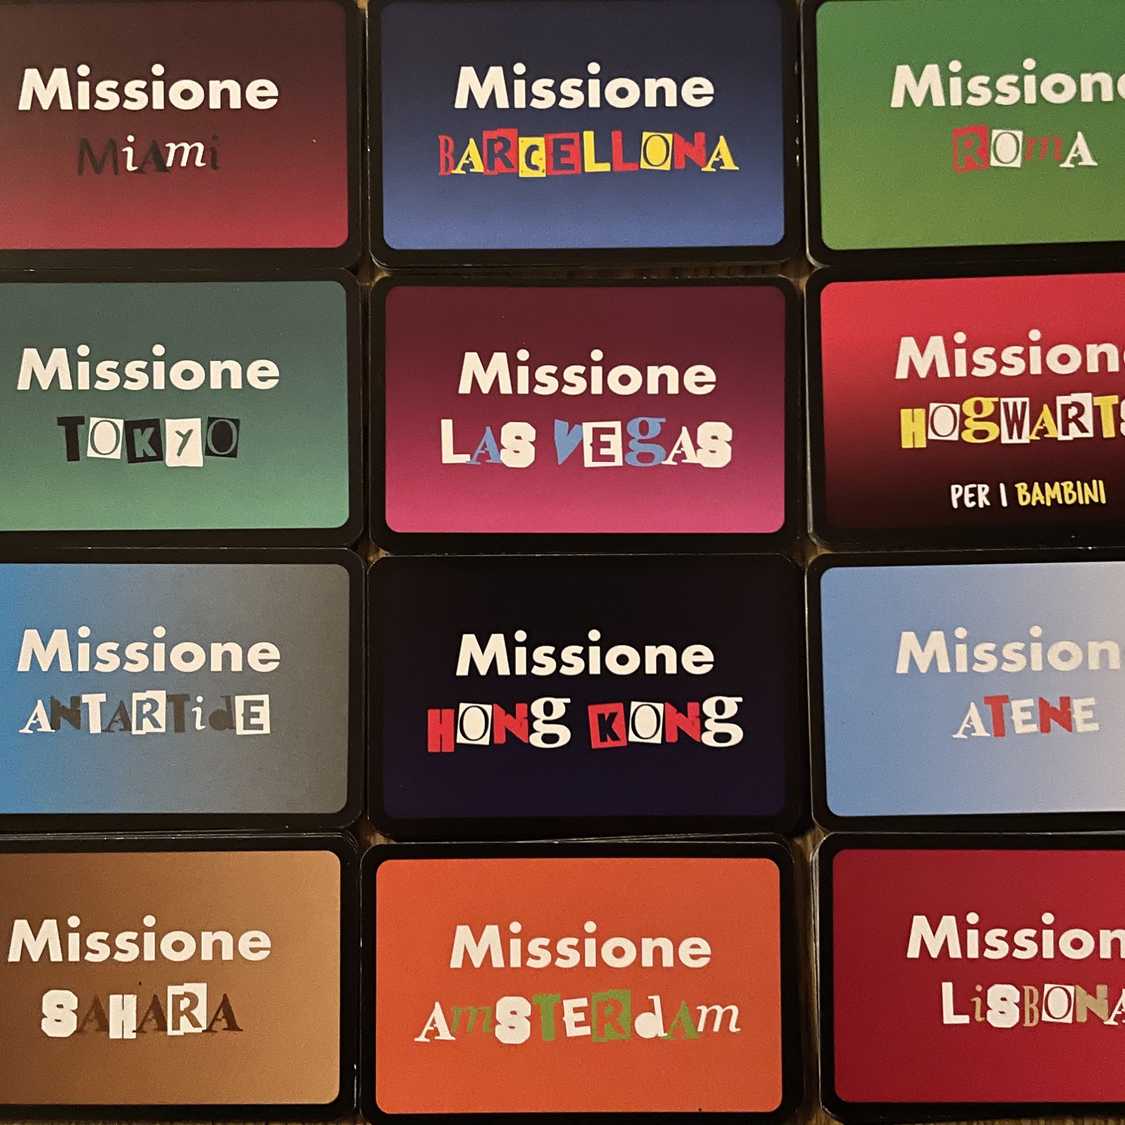 Missione
MiAmi
Missione
BARCELLONA
Missione
ROmA
Missione
TOKYO
Missione
LAS VEgAS
Missione
HOgWARTS
PER I BAMBINI
Missione
ANTARTidE
Missione
HONg KONg
Missione
ATENE
Missione
SAHARA
Missione
AmSTERdAm
Missione
LiSBONA